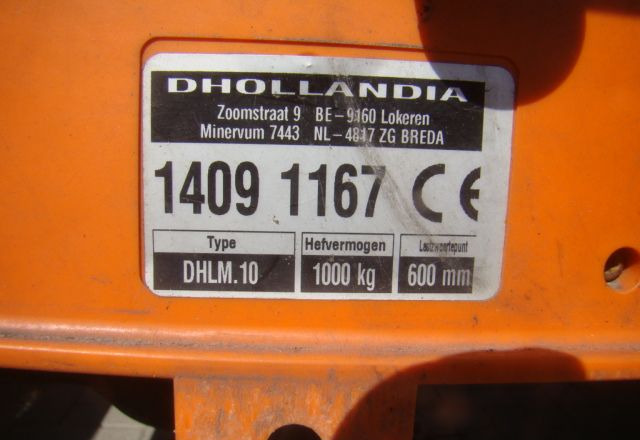 DHOLLANDIA
Zoomstraat 9 BE-9160 Lokeren
Minervum 7443 NL-4817 ZG BREDA
1409 1167 CE
Type Hefvermogen Lastzwaartepunt
DHLM.10 1000 kg 600 mm